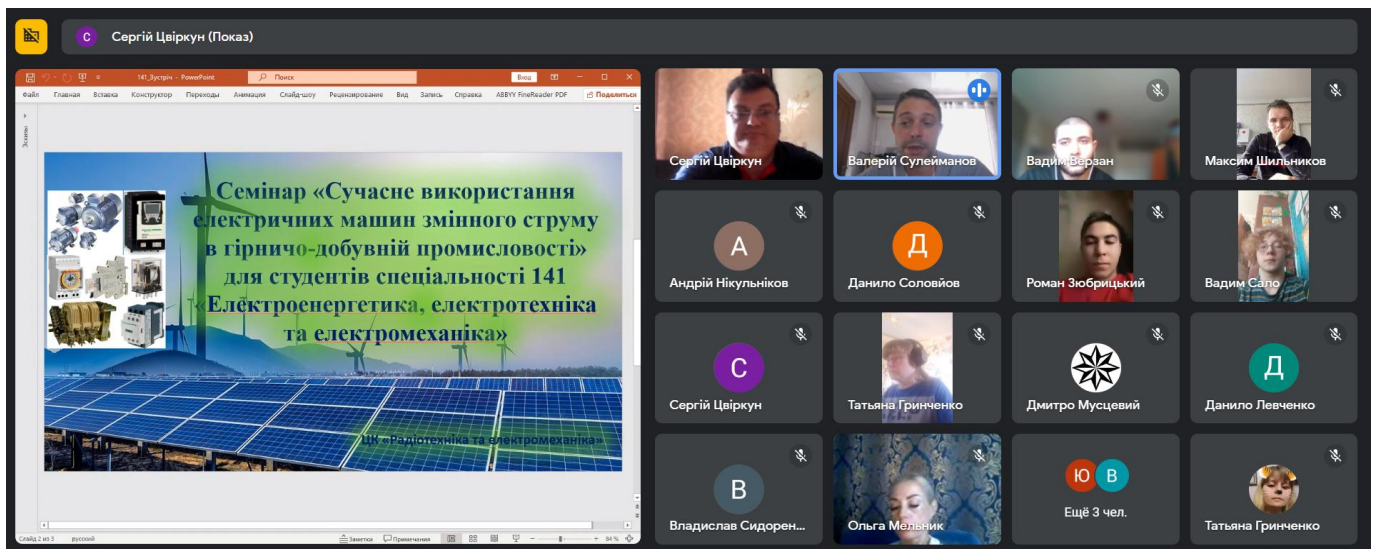 С Сергій Цвіркун (Показ)
141_Зустріч - PowerPoint
Поиск
Вход
Файл Главная Вставка Конструктор Переходы Анимация Слайд-шоу Рецензирование Вид Запись Справка ABBYY FineReader PDF Поделиться
Эскизы
Семінар «Сучасне використання
електричних машин змінного струму
в гірничо-добувній промисловості»
для студентів спеціальності 141
«Електроенергетика, електротехніка
та електромеханіка»
ЦК «Радіотехніка та електромеханіка»
Слайд 2 из 3 русский Заметки Примечания 84 %
Сергій Цвіркун
Валерій Сулейманов
Вадим Верзан
Максим Шильников
А
Андрій Нікульніков
Д
Данило Соловйов
Роман Зюбрицький
Вадим Сало
С
Сергій Цвіркун
Татьяна Гринченко
Дмитро Мусцевий
Д
Данило Левченко
В
Владислав Сидорен...
Ольга Мельник
Ю В
Ещё 3 чел.
Татьяна Гринченко